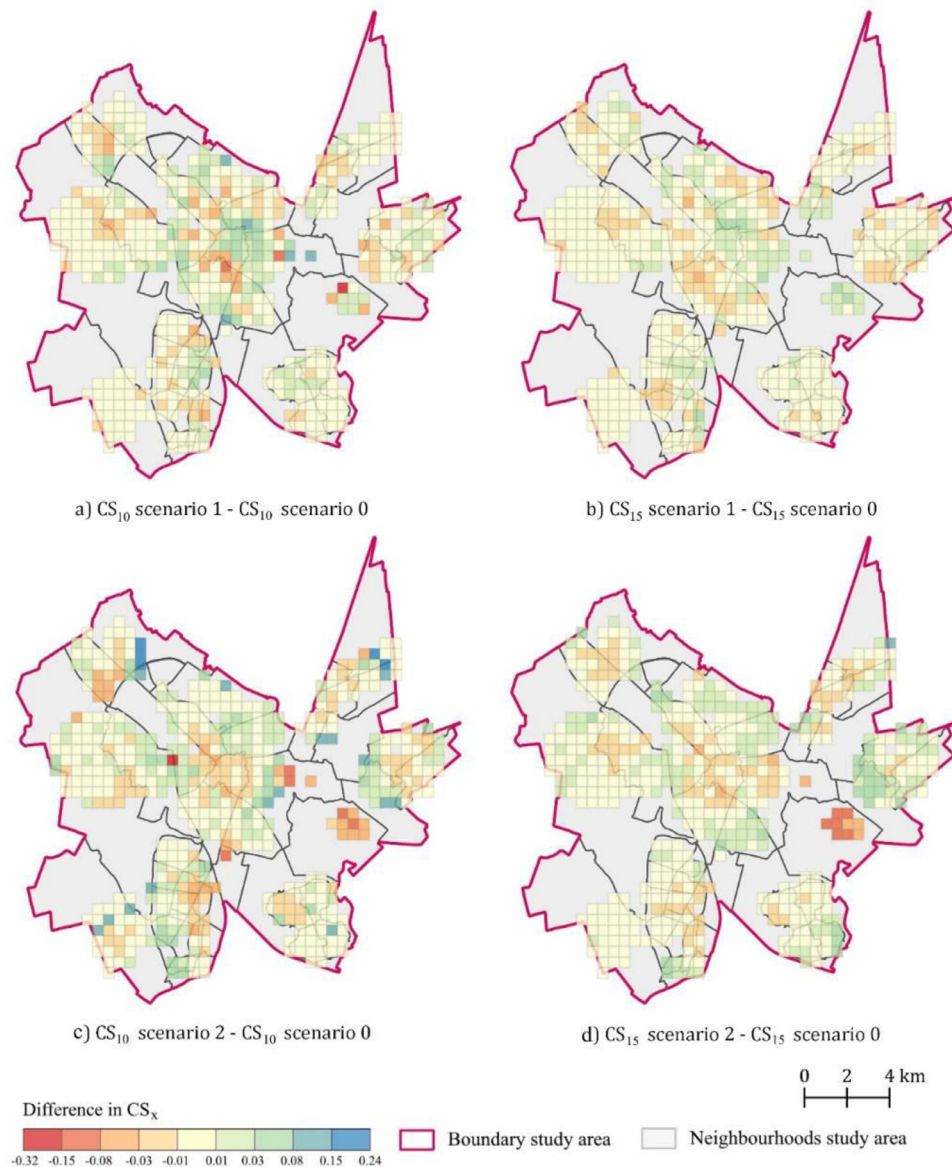 a) CS10 scenario 1 - CS10 scenario 0
b) CS15 scenario 1 - CS15 scenario 0
c) CS10 scenario 2 - CS10 scenario 0
d) CS15 scenario 2 - CS15 scenario 0
0 2 4 km
Difference in CSx
-0.32 -0.15 -0.08 -0.03 -0.01 0.01 0.03 0.08 0.15 0.24
Boundary study area
Neighbourhoods study area